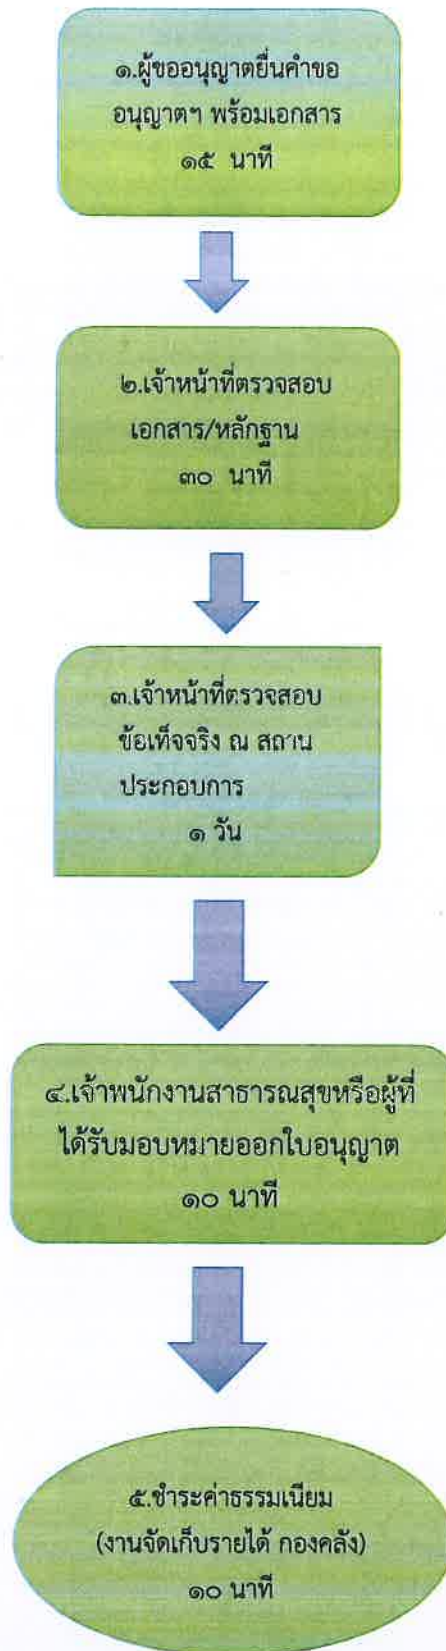 ๑.ผู้ขออนุญาตยื่นคำขอ
อนุญาตฯ พร้อมเอกสาร
๑๕ นาที
๒.เจ้าหน้าที่ตรวจสอบ
เอกสาร/หลักฐาน
๓๐ นาที
๓.เจ้าหน้าที่ตรวจสอบ
ข้อเท็จจริง ณ สถาน
ประกอบการ
๑ วัน
๔.เจ้าพนักงานสาธารณสุขหรือผู้ที่
ได้รับมอบหมายออกใบอนุญาต
๑๐ นาที
๕.ชำระค่าธรรมเนียม
(งานจัดเก็บรายได้ กองคลัง)
๑๐ นาที